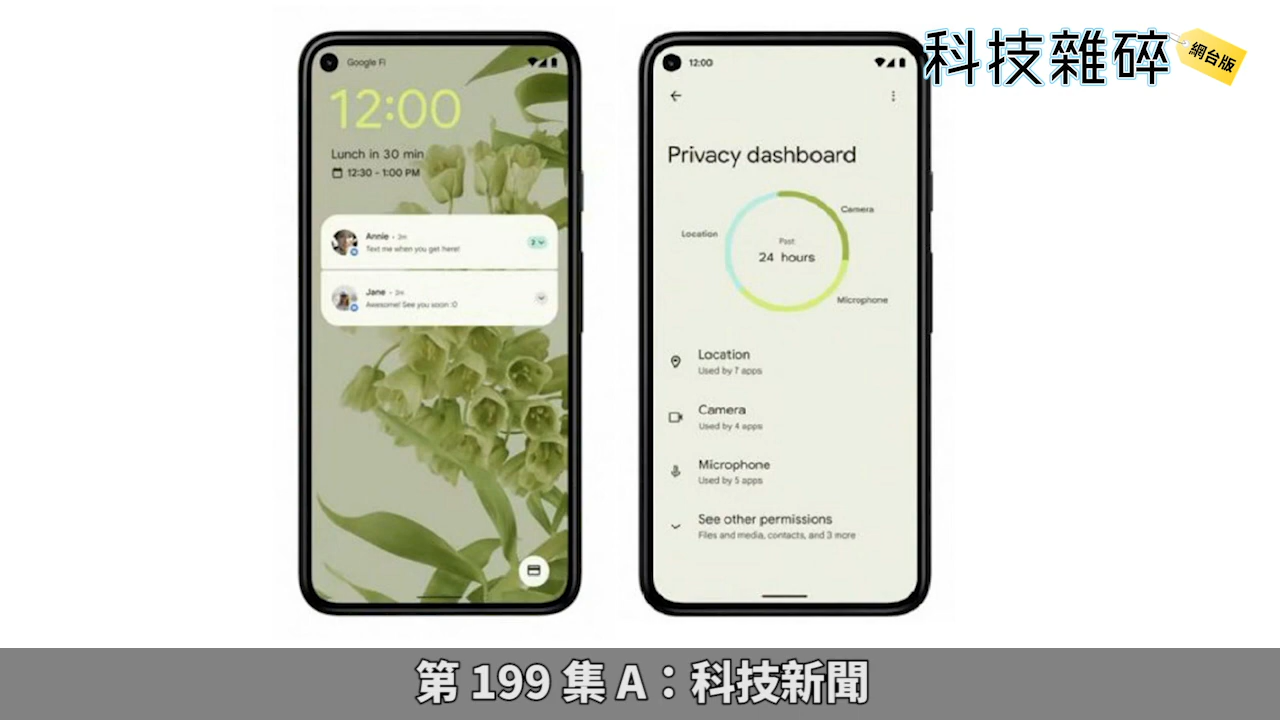 科技雜碎
網台版
Google Fi
12:00
Lunch in 30 min
12:30 - 1:00 PM
Annie • 2m
Text me when you get here!
2
Jane • 2m
Awesome! See you soon :D
12:00
Privacy dashboard
Camera
Location
Past
24 hours
Microphone
Location
Used by 7 apps
Camera
Used by 4 apps
Microphone
Used by 5 apps
See other permissions
Files and media, contacts, and 3 more
第 199 集 A：科技新聞